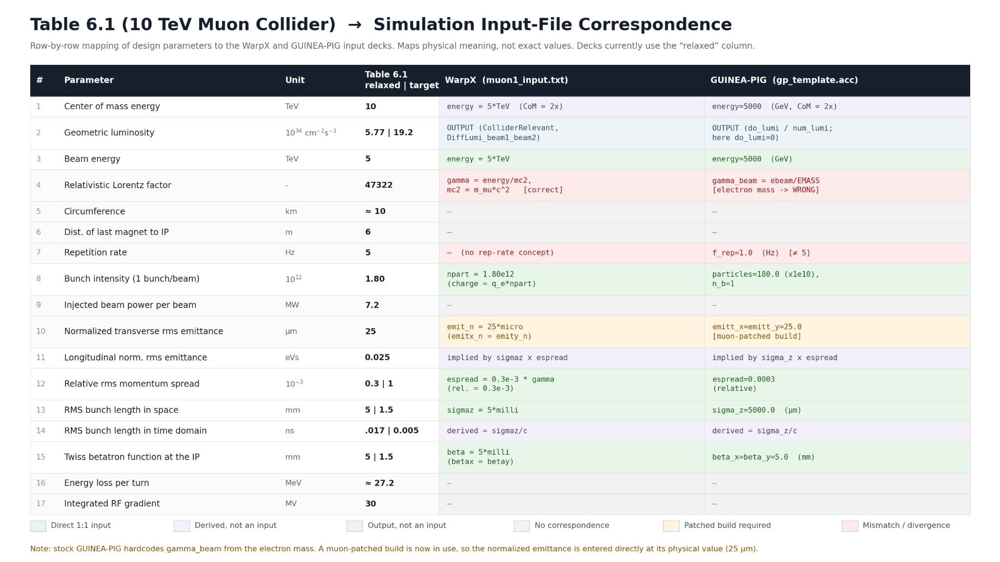 Table 6.1 (10 TeV Muon Collider) → Simulation Input-File Correspondence
Row-by-row mapping of design parameters to the WarpX and GUINEA-PIG input decks. Maps physical meaning, not exact values. Decks currently use the “relaxed” column.
# Parameter Unit Table 6.1 relaxed | target WarpX (muon1_input.txt) GUINEA-PIG (gp_template.acc)
1 Center of mass energy TeV 10 energy = 5*TeV (CoM = 2x) energy=5000 (GeV, CoM = 2x)
2 Geometric luminosity 10³⁴ cm⁻²s⁻¹ 5.77 | 19.2 OUTPUT (ColliderRelevant, DiffLumi_beam1_beam2) OUTPUT (do_lumi / num_lumi; here do_lumi=0)
3 Beam energy TeV 5 energy = 5*TeV energy=5000 (GeV)
4 Relativistic Lorentz factor - 47322 gamma = energy/mc2, mc2 = m_mu*c^2 [correct] gamma_beam = ebeam/EMASS [electron mass -> WRONG]
5 Circumference km ≈ 10 — —
6 Dist. of last magnet to IP m 6 — —
7 Repetition rate Hz 5 — (no rep-rate concept) f_rep=1.0 (Hz) [≠ 5]
8 Bunch intensity (1 bunch/beam) 10¹² 1.80 npart = 1.80e12 (charge = q_e*npart) particles=180.0 (x1e10), n_b=1
9 Injected beam power per beam MW 7.2 — —
10 Normalized transverse rms emittance µm 25 emit_n = 25*micro (emitx_n = emity_n) emitt_x=emitt_y=25.0 [muon-patched build]
11 Longitudinal norm. rms emittance eVs 0.025 implied by sigmaz x espread implied by sigma_z x espread
12 Relative rms momentum spread 10⁻³ 0.3 | 1 espread = 0.3e-3 * gamma (rel. = 0.3e-3) espread=0.0003 (relative)
13 RMS bunch length in space mm 5 | 1.5 sigmaz = 5*milli sigma_z=5000.0 (µm)
14 RMS bunch length in time domain ns .017 | 0.005 derived = sigmaz/c derived = sigma_z/c
15 Twiss betatron function at the IP mm 5 | 1.5 beta = 5*milli (betax = betay) beta_x=beta_y=5.0 (mm)
16 Energy loss per turn MeV ≈ 27.2 — —
17 Integrated RF gradient MV 30 — —
Direct 1:1 input Derived, not an input Output, not an input No correspondence Patched build required Mismatch / divergence
Note: stock GUINEA-PIG hardcodes gamma_beam from the electron mass. A muon-patched build is now in use, so the normalized emittance is entered directly at its physical value (25 µm).